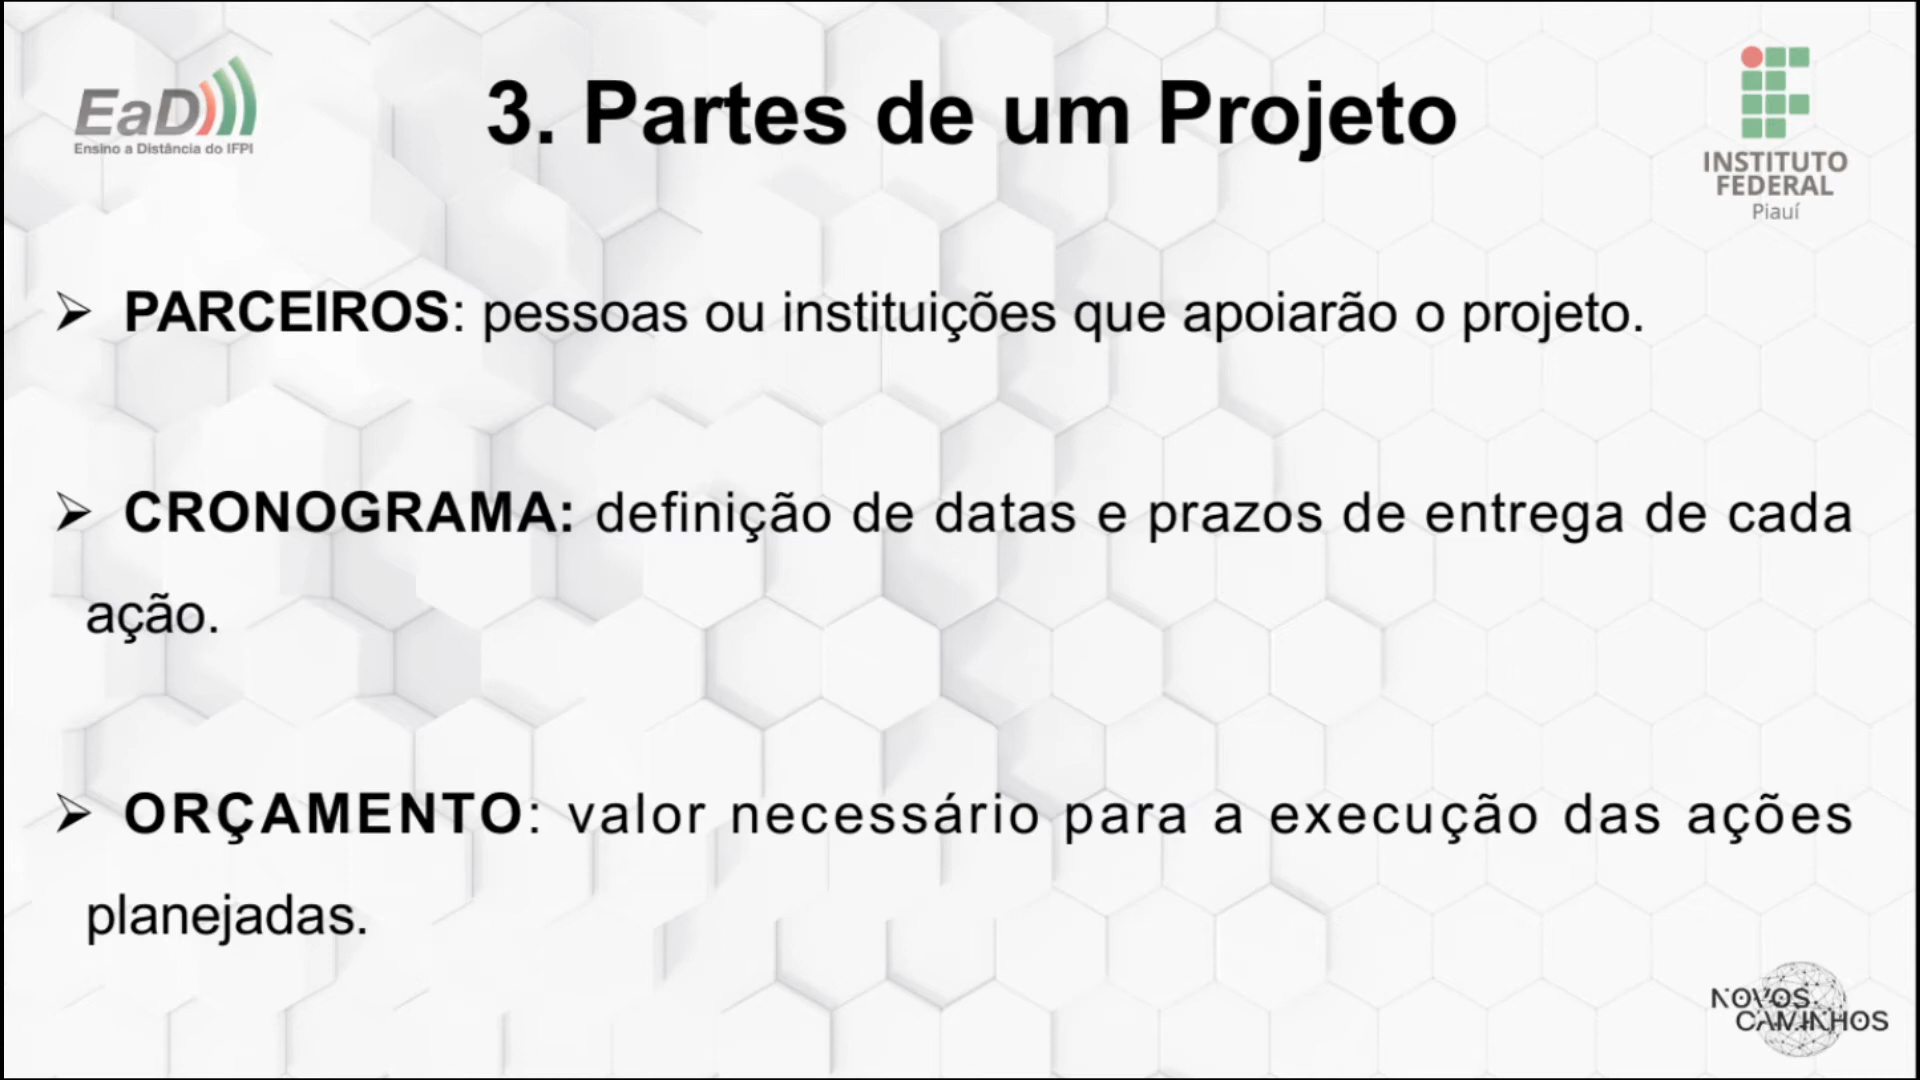 EaD
Ensino a Distância do IFPI
3. Partes de um Projeto
INSTITUTO
FEDERAL
Piauí
➢ PARCEIROS: pessoas ou instituições que apoiarão o projeto.
➢ CRONOGRAMA: definição de datas e prazos de entrega de cada
ação.
➢ ORÇAMENTO: valor necessário para a execução das ações
planejadas.
NOVOS
CAMINHOS